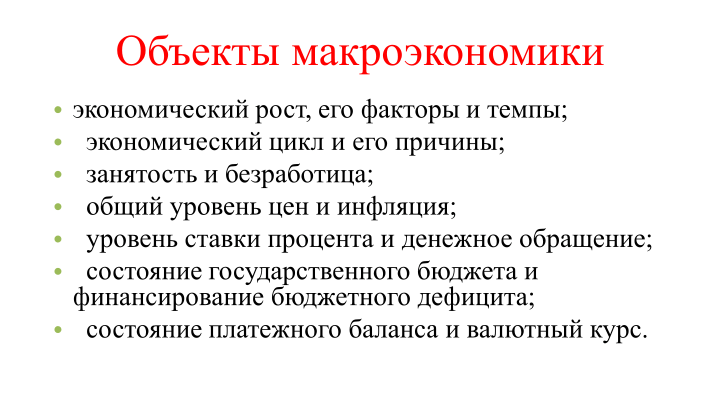 Объекты макроэкономики
• экономический рост, его факторы и темпы;
• экономический цикл и его причины;
• занятость и безработица;
• общий уровень цен и инфляция;
• уровень ставки процента и денежное обращение;
• состояние государственного бюджета и
финансирование бюджетного дефицита;
• состояние платежного баланса и валютный курс.